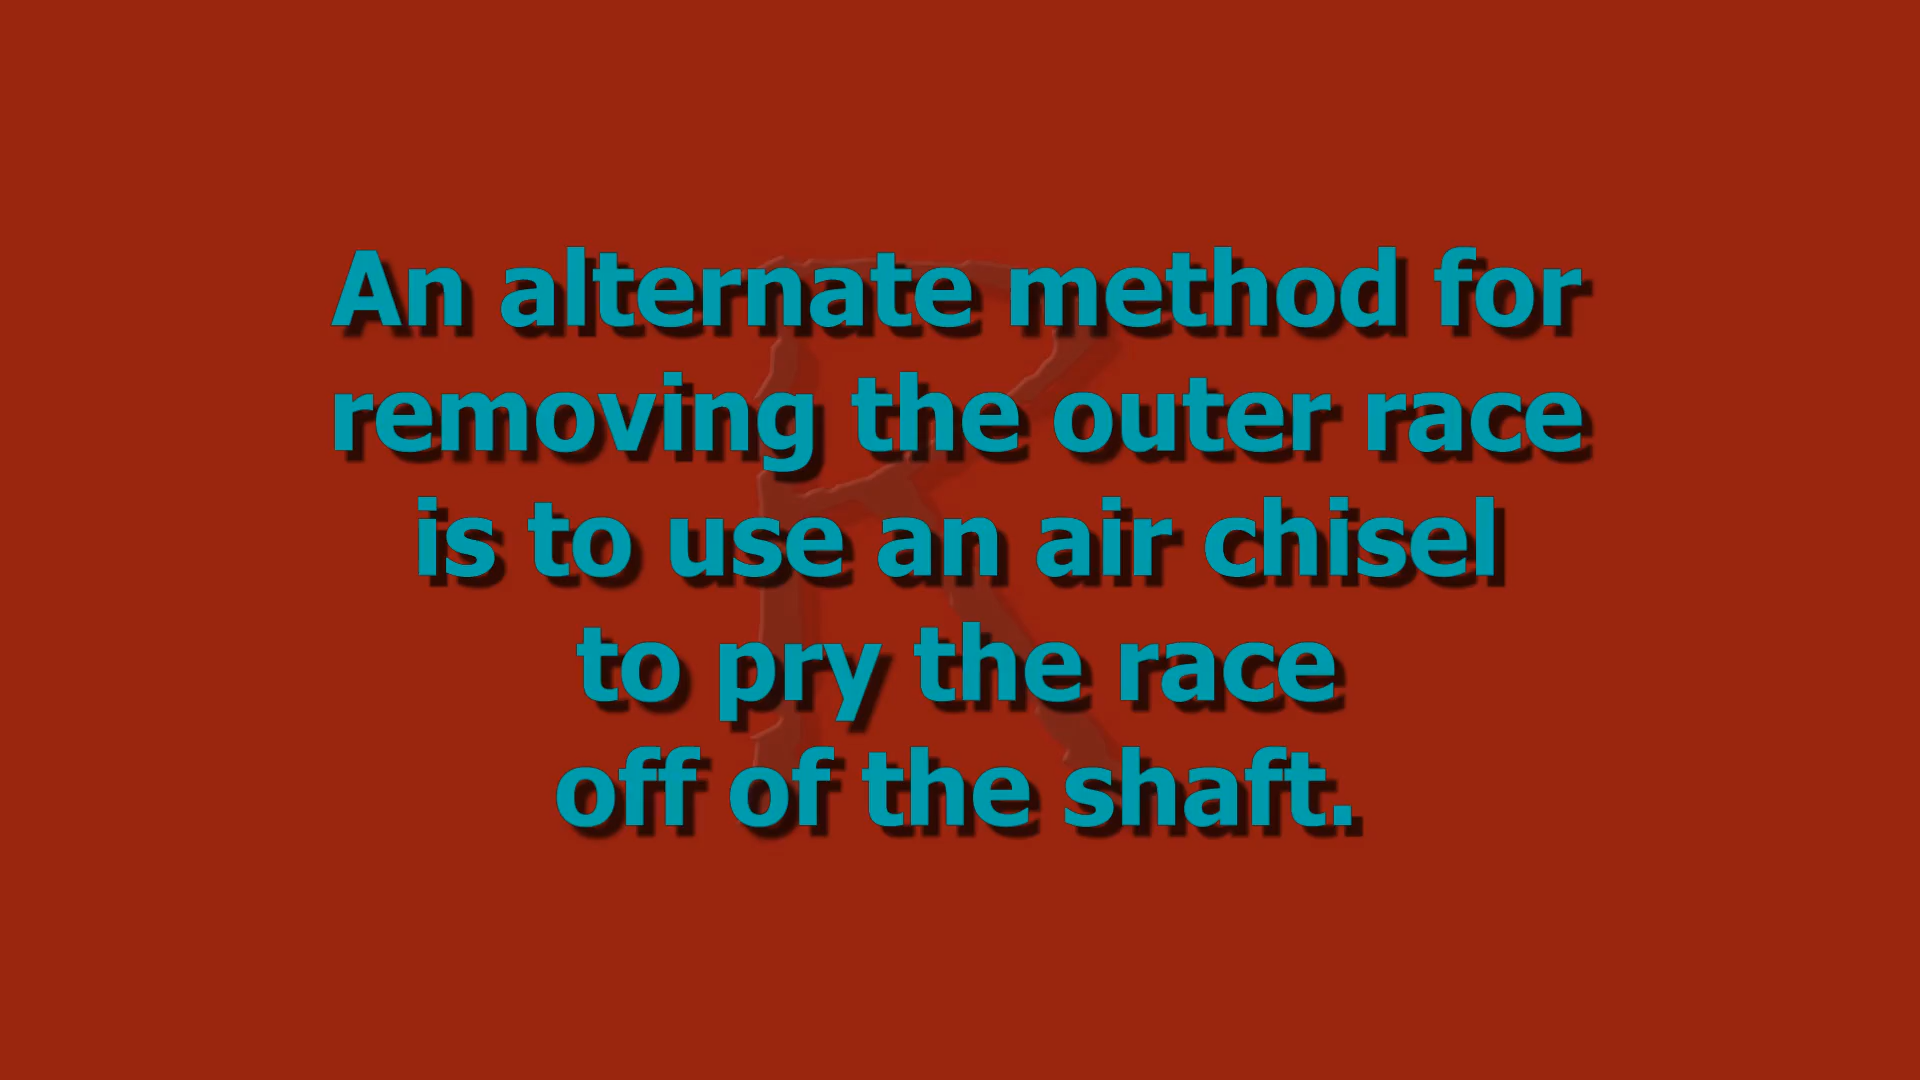 An alternate method for
removing the outer race
is to use an air chisel
to pry the race
off of the shaft.